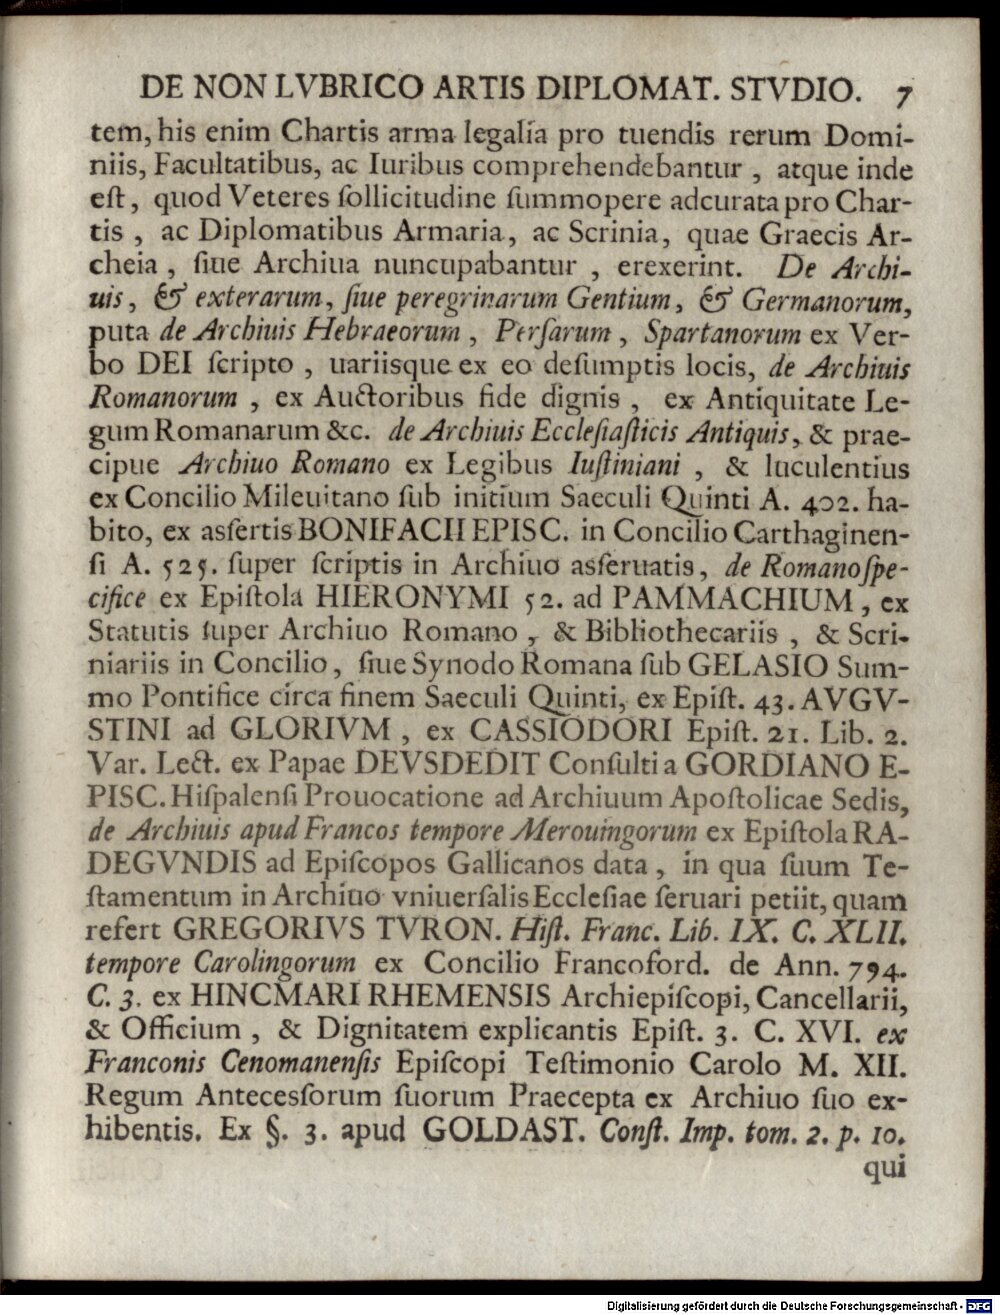 DE NON LVBRICO ARTIS DIPLOMAT. STVDIO. 7
tem, his enim Chartis arma legalia pro tuendis rerum Domi-
niis, Facultatibus, ac Iuribus comprehendebantur, atque inde
eſt, quod Veteres ſollicitudine ſummopere adcurata pro Char-
tis, ac Diplomatibus Armaria, ac Scrinia, quae Graecis Ar-
cheia, ſiue Archiua nuncupabantur, erexerint. De Archi-
uis, & exterarum, ſiue peregrinarum Gentium, & Germanorum,
puta de Archiuis Hebraeorum, Perſarum, Spartanorum ex Ver-
bo DEI ſcripto, uariisque ex eo deſumptis locis, de Archiuis
Romanorum, ex Auctoribus fide dignis, ex Antiquitate Le-
gum Romanarum &c. de Archiuis Eccleſiaſticis Antiquis, & prae-
cipue Archiuo Romano ex Legibus Iuſtiniani, & luculentius
ex Concilio Mileuitano ſub initium Saeculi Quinti A. 402. ha-
bito, ex asſertis BONIFACII EPISC. in Concilio Carthaginen-
ſi A. 525. ſuper ſcriptis in Archiuo asſeruatis, de Romano ſpe-
cifice ex Epiſtola HIERONYMI 52. ad PAMMACHIUM, ex
Statutis ſuper Archiuo Romano, & Bibliothecariis, & Scri-
niariis in Concilio, ſiue Synodo Romana ſub GELASIO Sum-
mo Pontifice circa finem Saeculi Quinti, ex Epiſt. 43. AVGV-
STINI ad GLORIVM, ex CASSIODORI Epiſt. 21. Lib. 2.
Var. Lect. ex Papae DEVSDEDIT Conſulti a GORDIANO E-
PISC. Hiſpalenſi Prouocatione ad Archiuum Apoſtolicae Sedis,
de Archiuis apud Francos tempore Merouingorum ex Epiſtola RA-
DEGVNDIS ad Epiſcopos Gallicanos data, in qua ſuum Te-
ſtamentum in Archiuo vniuerſalis Eccleſiae ſeruari petiit, quam
refert GREGORIVS TVRON. Hiſt. Franc. Lib. IX. C. XLII.
tempore Carolingorum ex Concilio Francoford. de Ann. 794.
C. 3. ex HINCMARI RHEMENSIS Archiepiſcopi, Cancellarii,
& Officium, & Dignitatem explicantis Epiſt. 3. C. XVI. ex
Franconis Cenomanenſis Epiſcopi Teſtimonio Carolo M. XII.
Regum Antecesſorum ſuorum Praecepta ex Archiuo ſuo ex-
hibentis. Ex §. 3. apud GOLDAST. Conſt. Imp. tom. 2. p. 10.
qui
Digitalisierung gefördert durch die Deutsche Forschungsgemeinschaft - DFG